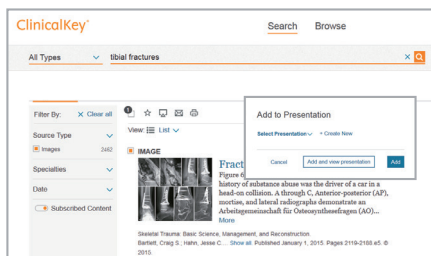 ClinicalKey®
Search Browse
All Types tibial fractures
Filter By: × Clear all
Source Type
Images 2462
Specialties
Date
Subscribed Content
View: List
IMAGE
Fract
Figure 6
history of substance abuse was the driver of a car in a
head-on collision. A through C, Anterior-posterior (AP),
mortise, and lateral radiographs demonstrate an
Arbeitsgemeinschaft für Osteosynthesefragen (AO)...
More
Skeletal Trauma: Basic Science, Management, and Reconstruction.
Bartlett, Craig S.; Hahn, Jesse C... Show all. Published January 1, 2015. Pages 2119-2186 e5. ©
2015.
Add to Presentation
Select Presentation + Create New
Cancel Add and view presentation Add